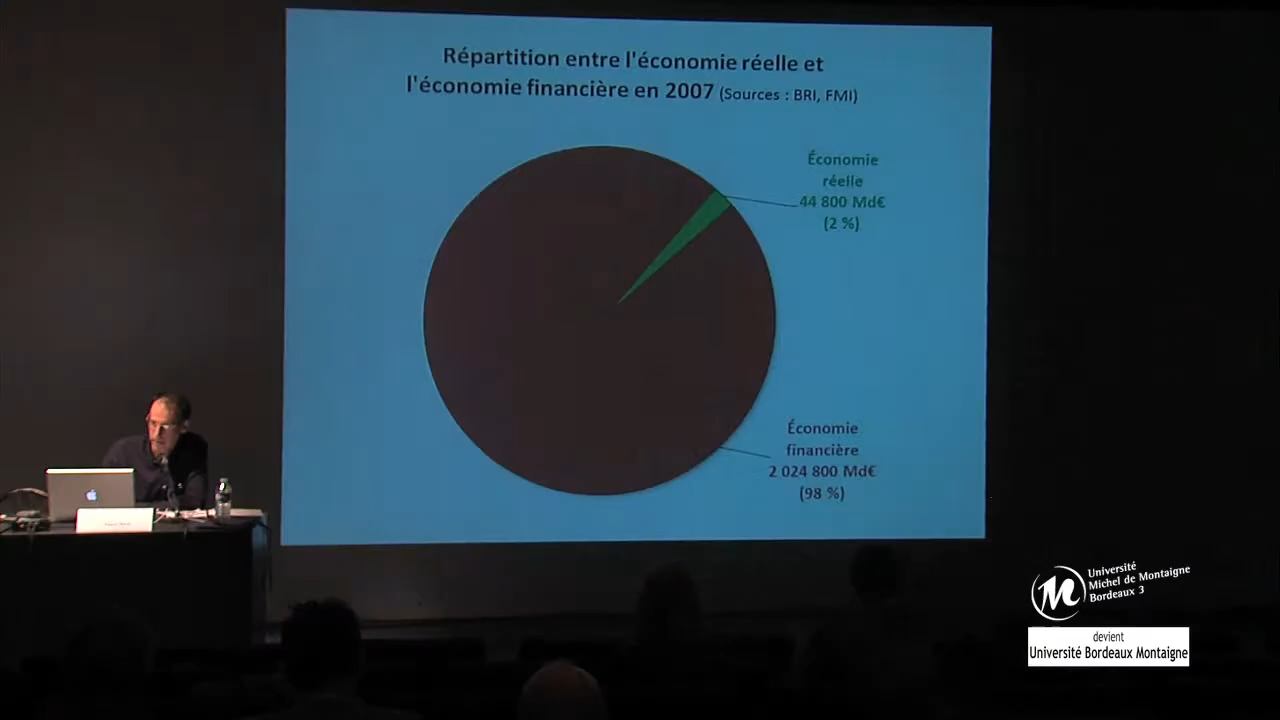 Répartition entre l'économie réelle et
l'économie financière en 2007 (Sources : BRI, FMI)
Économie
réelle
44 800 Md€
(2 %)
Économie
financière
2 024 800 Md€
(98 %)
Université
Michel de Montaigne
Bordeaux 3
devient
Université Bordeaux Montaigne